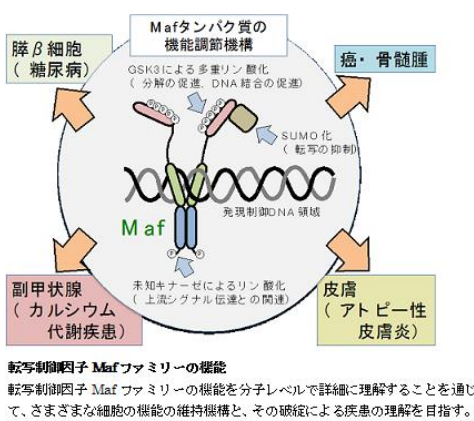 Mafタンパク質の
機能調節機構
膵β細胞
( 糖尿病)
癌・骨髄腫
GSK3による多重リン酸化
( 分解の促進、DNA結合の促進)
SUMO化
( 転写の抑制)
発現制御DNA領域
Maf
未知キナーゼによるリン酸化
( 上流シグナル伝達との関連)
副甲状腺
( カルシウム
代謝疾患)
皮膚
( アトピー性
皮膚炎)
転写制御因子 Maf ファミリーの機能
転写制御因子 Maf ファミリーの機能を分子レベルで詳細に理解することを通じ
て、さまざまな細胞の機能の維持機構と、その破綻による疾患の理解を目指す。